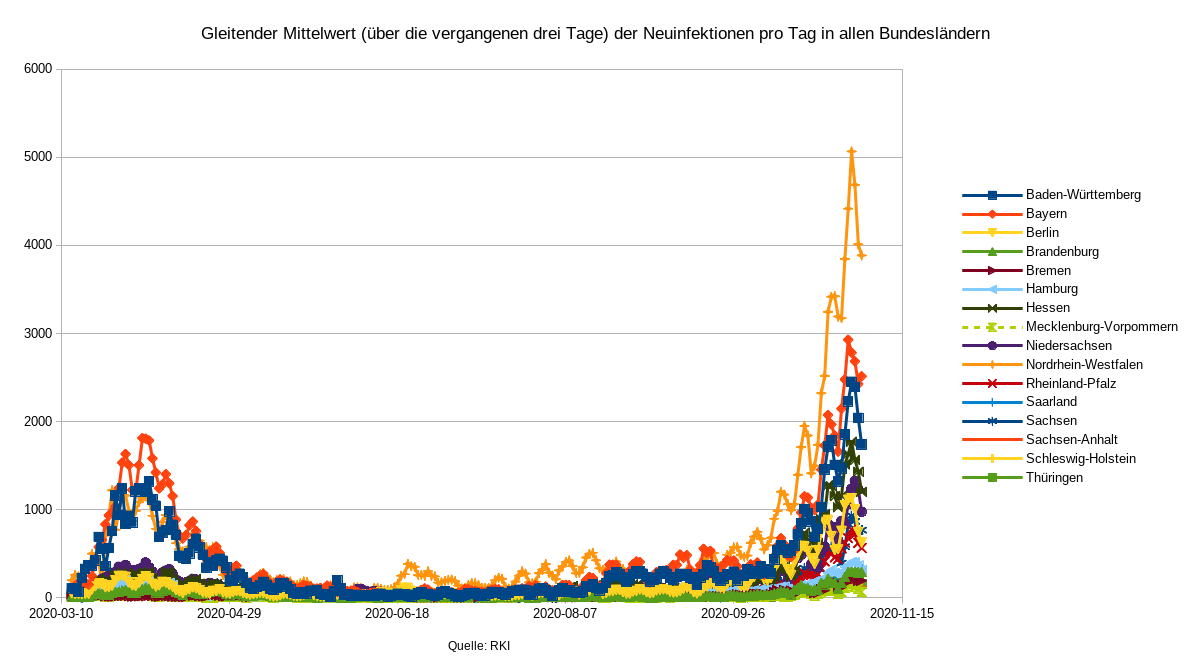 Gleitender Mittelwert (über die vergangenen drei Tage) der Neuinfektionen pro Tag in allen Bundesländern
6000
5000
4000
3000
2000
1000
0
2020-03-10 2020-04-29 2020-06-18 2020-08-07 2020-09-26 2020-11-15
Quelle: RKI
Baden-Württemberg
Bayern
Berlin
Brandenburg
Bremen
Hamburg
Hessen
Mecklenburg-Vorpommern
Niedersachsen
Nordrhein-Westfalen
Rheinland-Pfalz
Saarland
Sachsen
Sachsen-Anhalt
Schleswig-Holstein
Thüringen